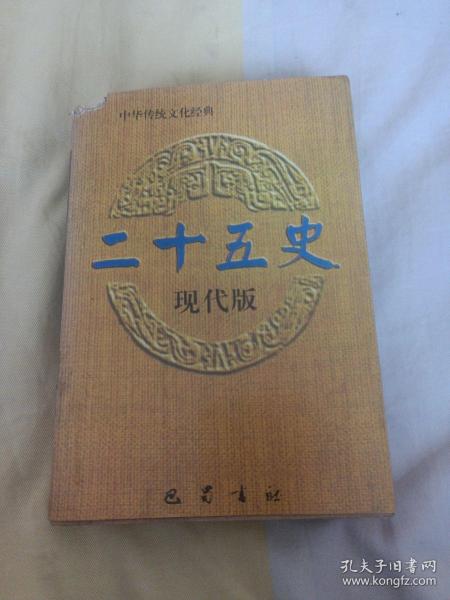 中华传统文化经典
二十五史
现代版
巴蜀书社
孔夫子旧书网
www.kongfz.com